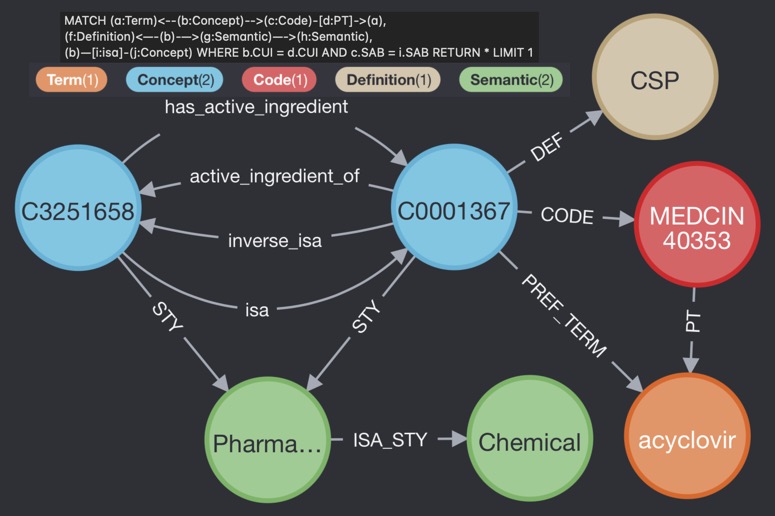 MATCH (a:Term)<--(b:Concept)-->(c:Code)-[d:PT]->(α),
(f:Definition)<—-(b)-—>(g:Semantic)—->(h:Semantic),
(b)—[i:isa]-(j:Concept) WHERE b.CUI = d.CUI AND c.SAB = i.SAB RETURN * LIMIT 1
Term(1) Concept(2) Code(1) Definition(1) Semantic(2)
has_active_ingredient
CSP
DEF
active_ingredient_of
C3251658
C0001367
CODE
MEDCIN
40353
inverse_isa
isa
STY
STY
PREF_TERM
PT
Pharma…
ISA_STY
Chemical
acyclovir